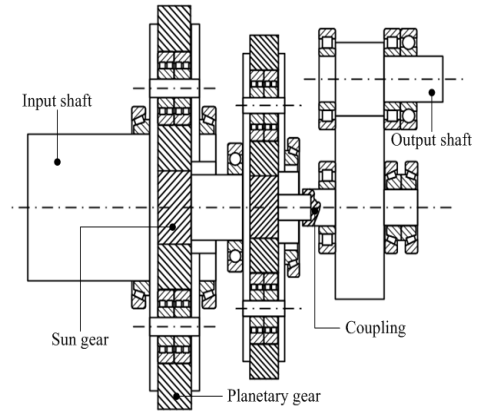 Input shaft
Output shaft
Sun gear
Coupling
Planetary gear